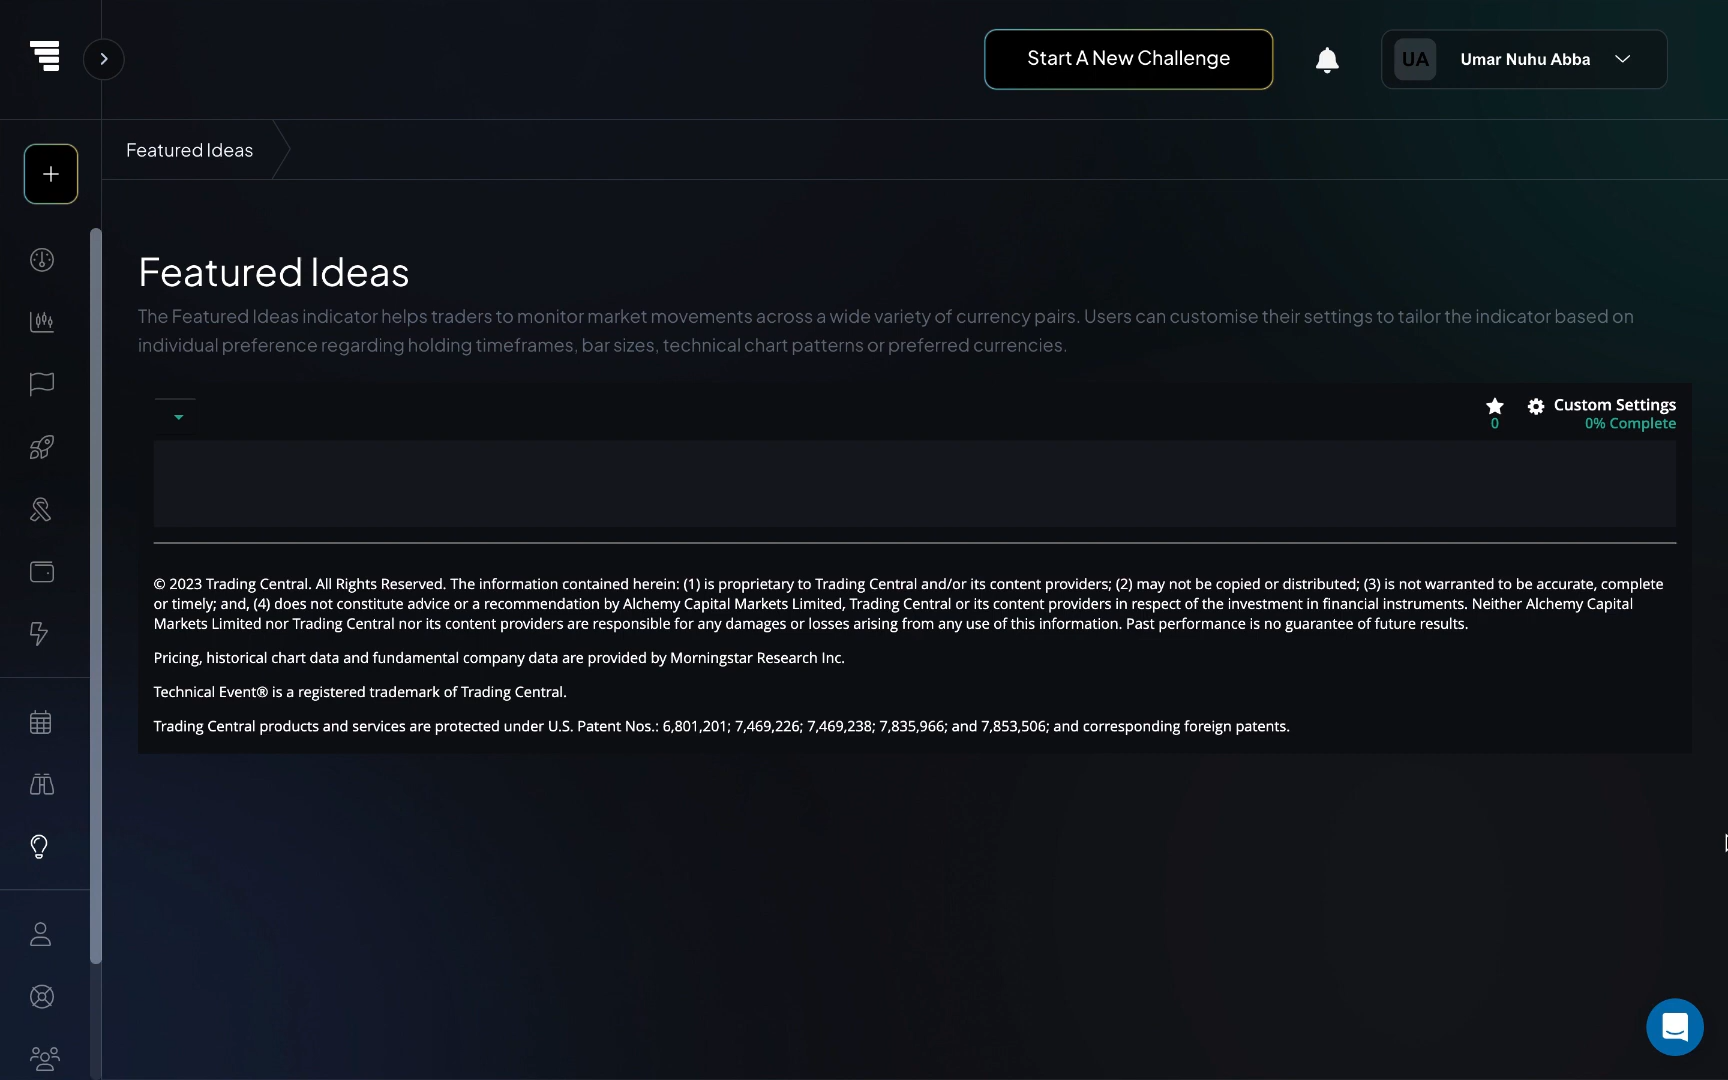 Start A New Challenge
UA
Umar Nuhu Abba
Featured Ideas
Featured Ideas
The Featured Ideas indicator helps traders to monitor market movements across a wide variety of currency pairs. Users can customise their settings to tailor the indicator based on
individual preference regarding holding timeframes, bar sizes, technical chart patterns or preferred currencies.
Custom Settings
0
0% Complete
© 2023 Trading Central. All Rights Reserved. The information contained herein: (1) is proprietary to Trading Central and/or its content providers; (2) may not be copied or distributed; (3) is not warranted to be accurate, complete
or timely; and, (4) does not constitute advice or a recommendation by Alchemy Capital Markets Limited, Trading Central or its content providers in respect of the investment in financial instruments. Neither Alchemy Capital
Markets Limited nor Trading Central nor its content providers are responsible for any damages or losses arising from any use of this information. Past performance is no guarantee of future results.
Pricing, historical chart data and fundamental company data are provided by Morningstar Research Inc.
Technical Event® is a registered trademark of Trading Central.
Trading Central products and services are protected under U.S. Patent Nos.: 6,801,201; 7,469,226; 7,469,238; 7,835,966; and 7,853,506; and corresponding foreign patents.